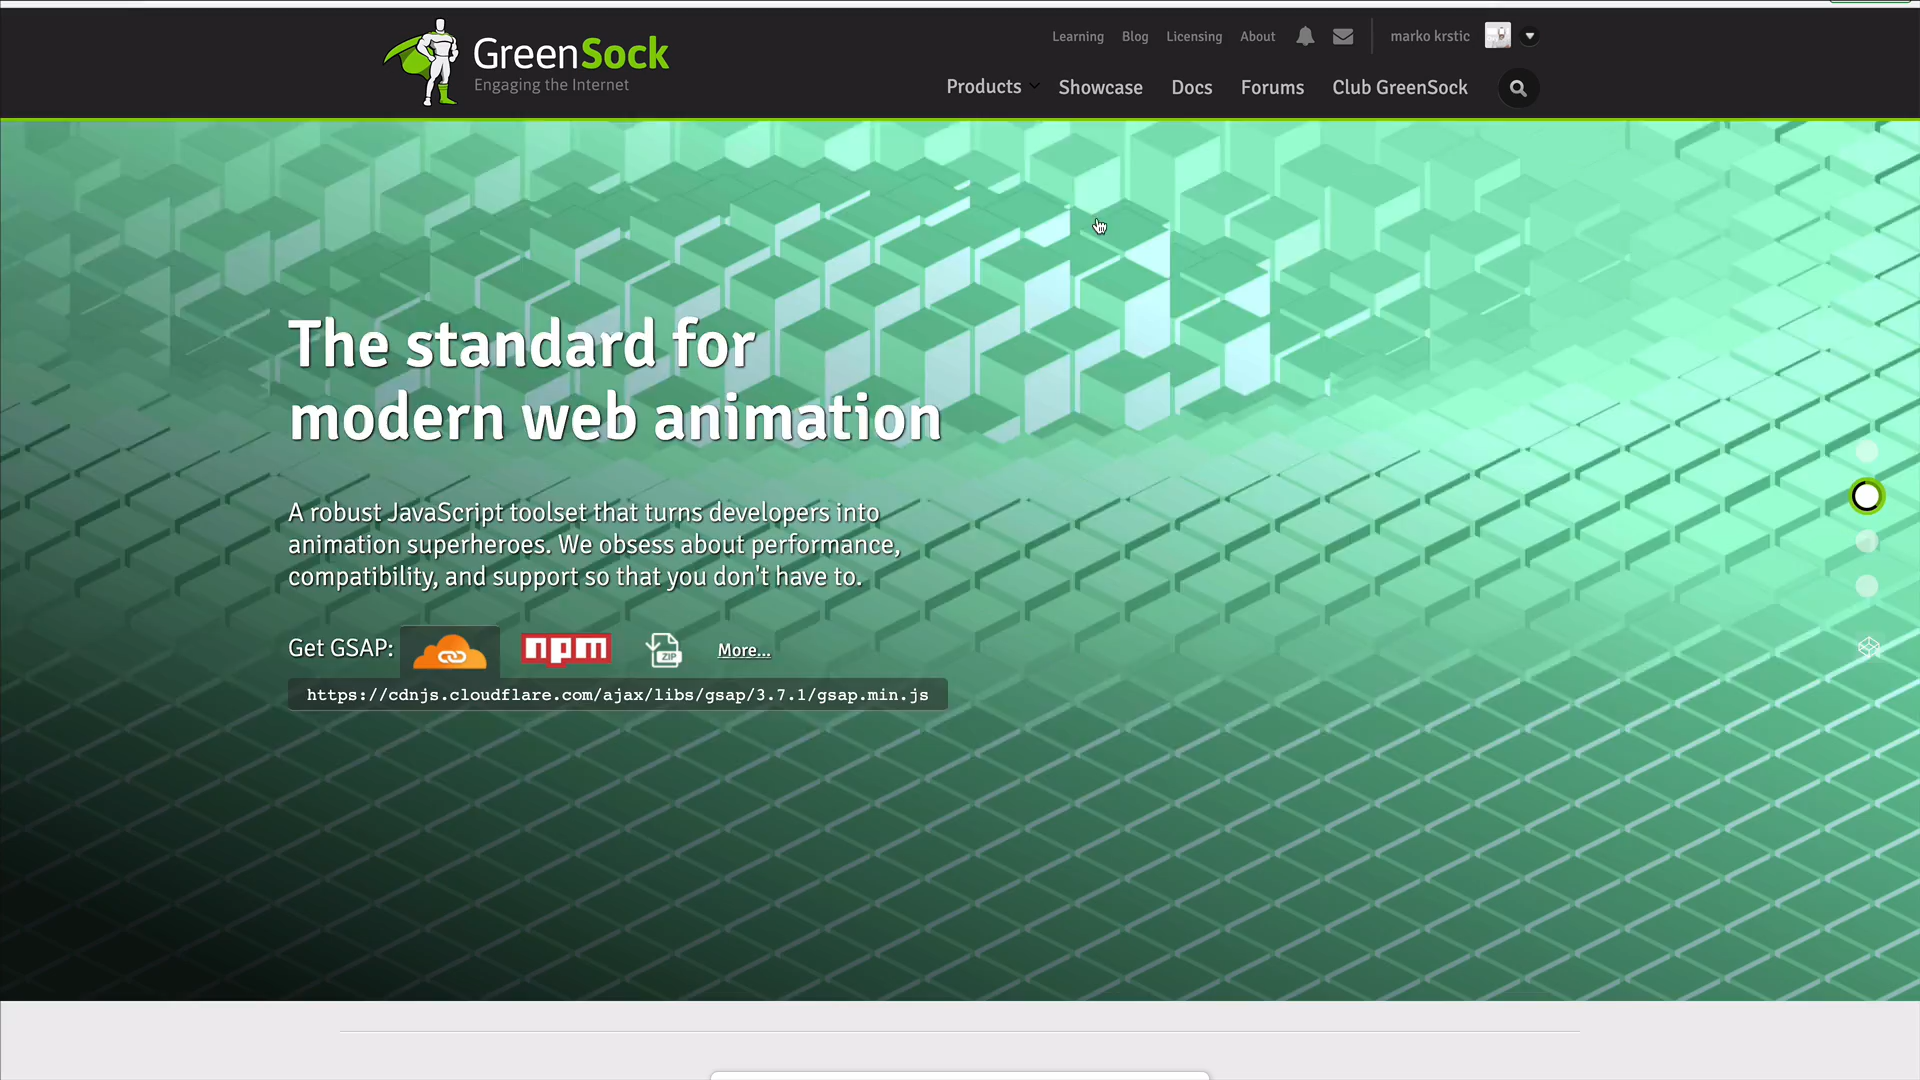 GreenSock
Engaging the Internet
Learning Blog Licensing About marko krstic
Products Showcase Docs Forums Club GreenSock
The standard for
modern web animation
A robust JavaScript toolset that turns developers into
animation superheroes. We obsess about performance,
compatibility, and support so that you don't have to.
Get GSAP: npm ZIP More...
https://cdnjs.cloudflare.com/ajax/libs/gsap/3.7.1/gsap.min.js